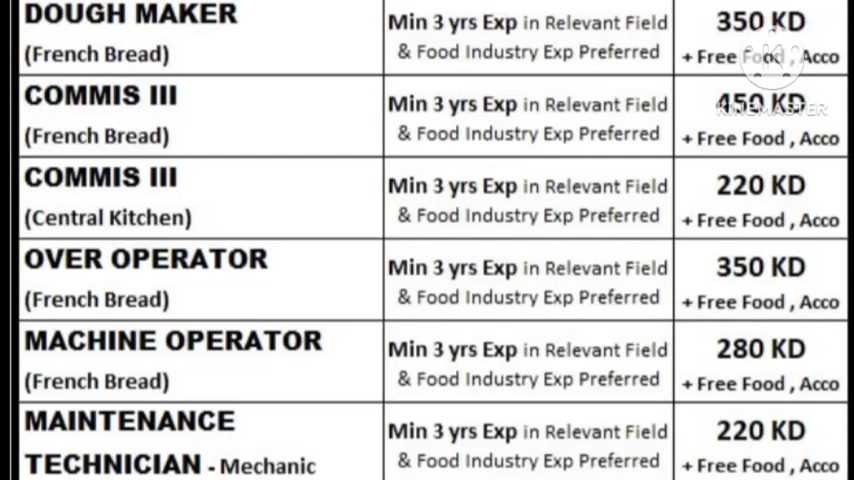 DOUGH MAKER
(French Bread)
Min 3 yrs Exp in Relevant Field
& Food Industry Exp Preferred
350 KD
+ Free Food , Acco
COMMIS III
(French Bread)
Min 3 yrs Exp in Relevant Field
& Food Industry Exp Preferred
450 KD
+ Free Food , Acco
COMMIS III
(Central Kitchen)
Min 3 yrs Exp in Relevant Field
& Food Industry Exp Preferred
220 KD
+ Free Food , Acco
OVER OPERATOR
(French Bread)
Min 3 yrs Exp in Relevant Field
& Food Industry Exp Preferred
350 KD
+ Free Food , Acco
MACHINE OPERATOR
(French Bread)
Min 3 yrs Exp in Relevant Field
& Food Industry Exp Preferred
280 KD
+ Free Food , Acco
MAINTENANCE
TECHNICIAN - Mechanic
Min 3 yrs Exp in Relevant Field
& Food Industry Exp Preferred
220 KD
+ Free Food , Acco
K
KINEMASTER